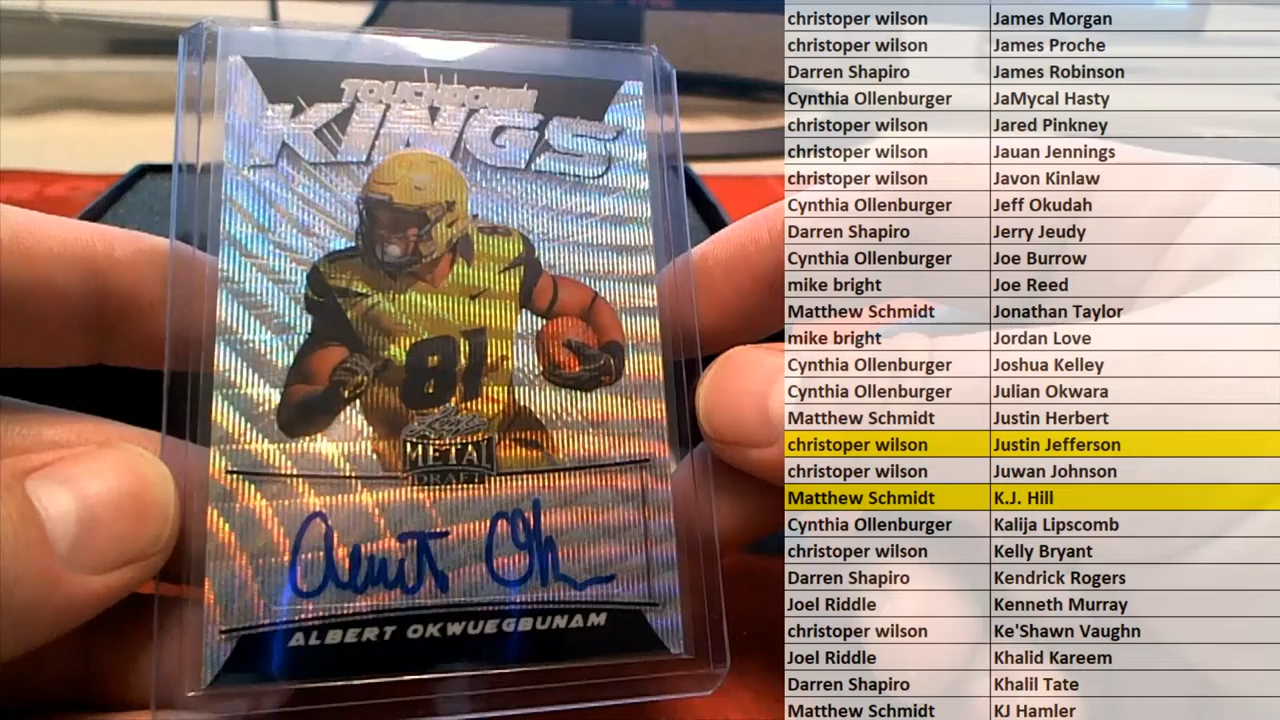 TOUCHDOWN
KINGS
81
Leaf
METAL
DRAFT
ALBERT OKWUEGBUNAM
christoper wilson James Morgan
christoper wilson James Proche
Darren Shapiro James Robinson
Cynthia Ollenburger JaMycal Hasty
christoper wilson Jared Pinkney
christoper wilson Jauan Jennings
christoper wilson Javon Kinlaw
Cynthia Ollenburger Jeff Okudah
Darren Shapiro Jerry Jeudy
Cynthia Ollenburger Joe Burrow
mike bright Joe Reed
Matthew Schmidt Jonathan Taylor
mike bright Jordan Love
Cynthia Ollenburger Joshua Kelley
Cynthia Ollenburger Julian Okwara
Matthew Schmidt Justin Herbert
christoper wilson Justin Jefferson
christoper wilson Juwan Johnson
Matthew Schmidt K.J. Hill
Cynthia Ollenburger Kalija Lipscomb
christoper wilson Kelly Bryant
Darren Shapiro Kendrick Rogers
Joel Riddle Kenneth Murray
christoper wilson Ke'Shawn Vaughn
Joel Riddle Khalid Kareem
Darren Shapiro Khalil Tate
Matthew Schmidt KJ Hamler